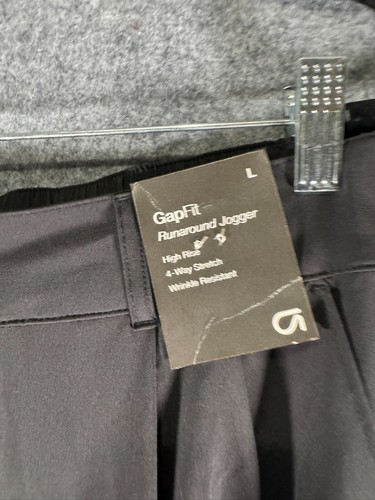 L
GapFit
Runaround Jogger
High Rise
4-Way Stretch
Wrinkle Resistant